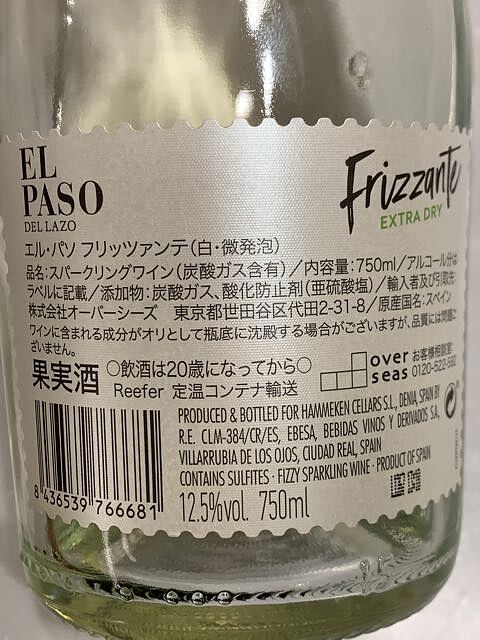 EL
PASO
DEL LAZO
Frizzante
EXTRA DRY
エル・パソ フリッツァンテ(白・微発泡)
品名:スパークリングワイン(炭酸ガス含有)/内容量:750ml/アルコール分は
ラベルに記載/添加物:炭酸ガス、酸化防止剤(亜硫酸塩)/輸入者及び引取先:
株式会社オーバーシーズ 東京都世田谷区代田2-31-8/原産国名:スペイン
ワインに含まれる成分がオリとして瓶底に沈殿する場合がございますが、品質には問題ご
ざいません。
果実酒
○飲酒は20歳になってから○
Reefer 定温コンテナ輸送
over
seas
お客様相談室:
0120-522-582
PRODUCED & BOTTLED FOR HAMMEKEN CELLARS S.L., DENIA, SPAIN BY
R.E. CLM-384/CR/ES, EBESA, BEBIDAS VINOS Y DERIVADOS S.A,
VILLARRUBIA DE LOS OJOS, CIUDAD REAL, SPAIN
CONTAINS SULFITES · FIZZY SPARKLING WINE · PRODUCT OF SPAIN
12.5%vol. 750ml
8 436539 766681